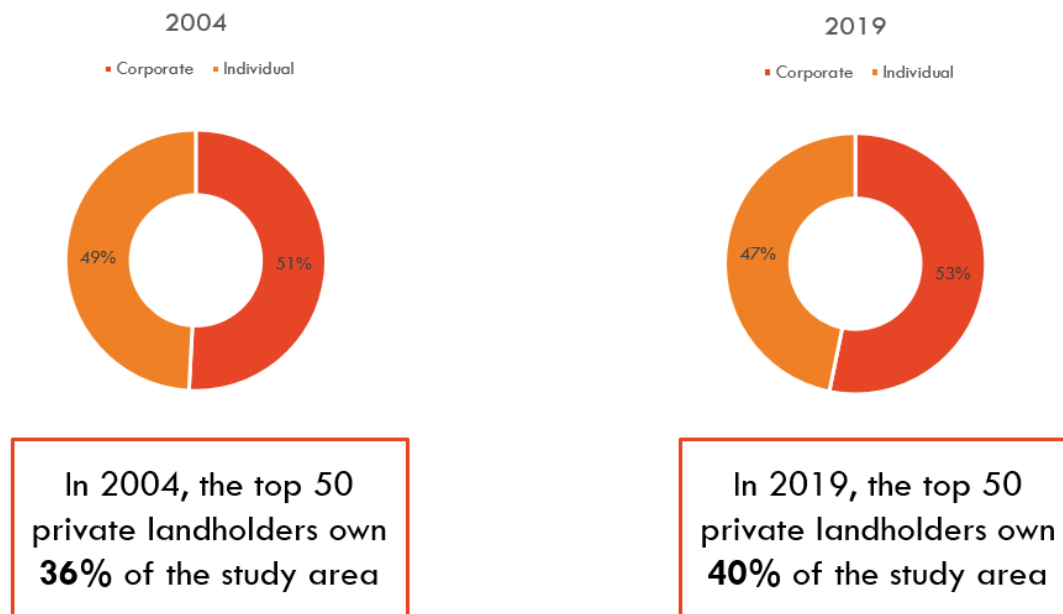 2004
Corporate Individual
49%
51%
In 2004, the top 50
private landholders own
36% of the study area
2019
Corporate Individual
47%
53%
In 2019, the top 50
private landholders own
40% of the study area